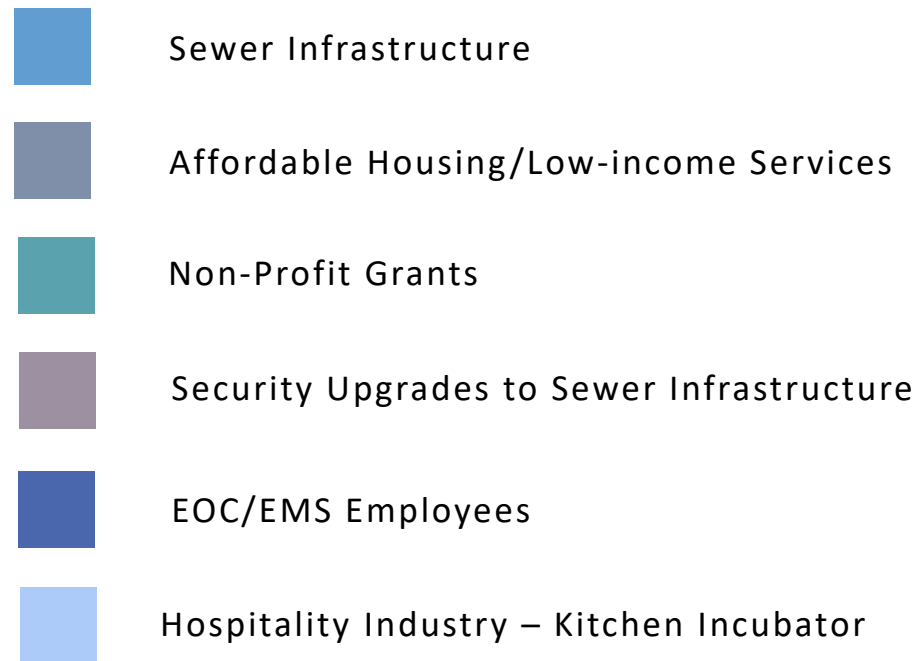 Sewer Infrastructure
Affordable Housing/Low-income Services
Non-Profit Grants
Security Upgrades to Sewer Infrastructure
EOC/EMS Employees
Hospitality Industry – Kitchen Incubator